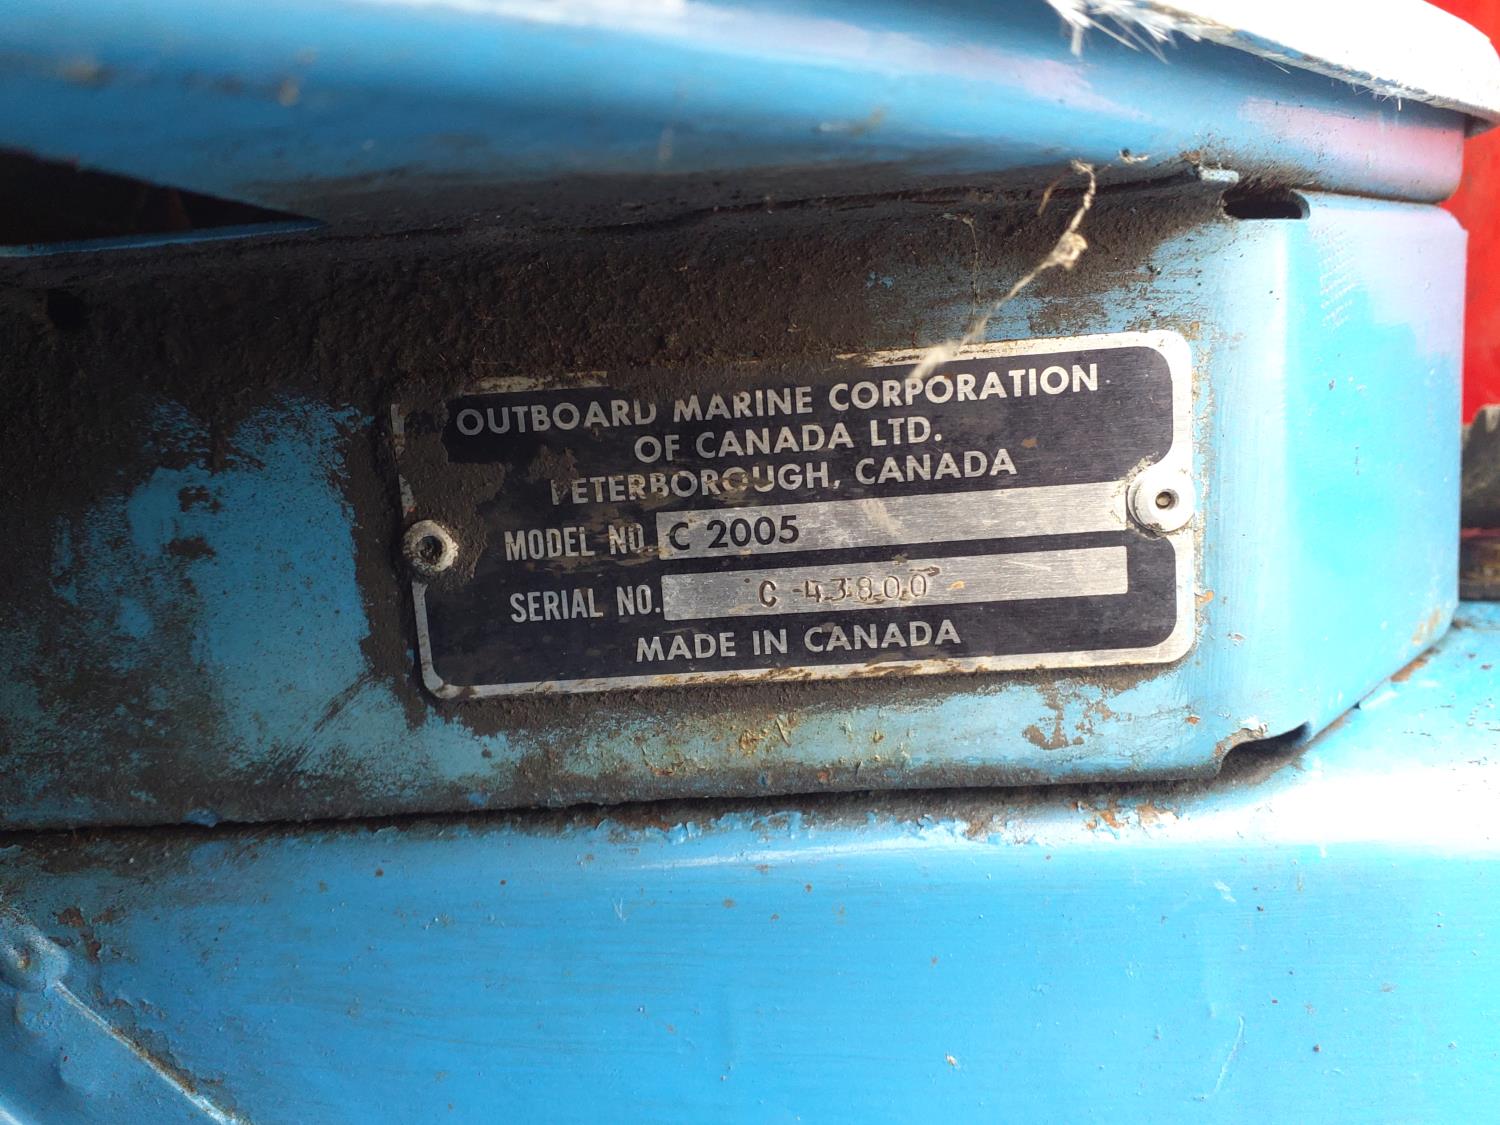 OUTBOARD MARINE CORPORATION
OF CANADA LTD.
PETERBOROUGH, CANADA
MODEL NO. C 2005
SERIAL NO. C-43800
MADE IN CANADA